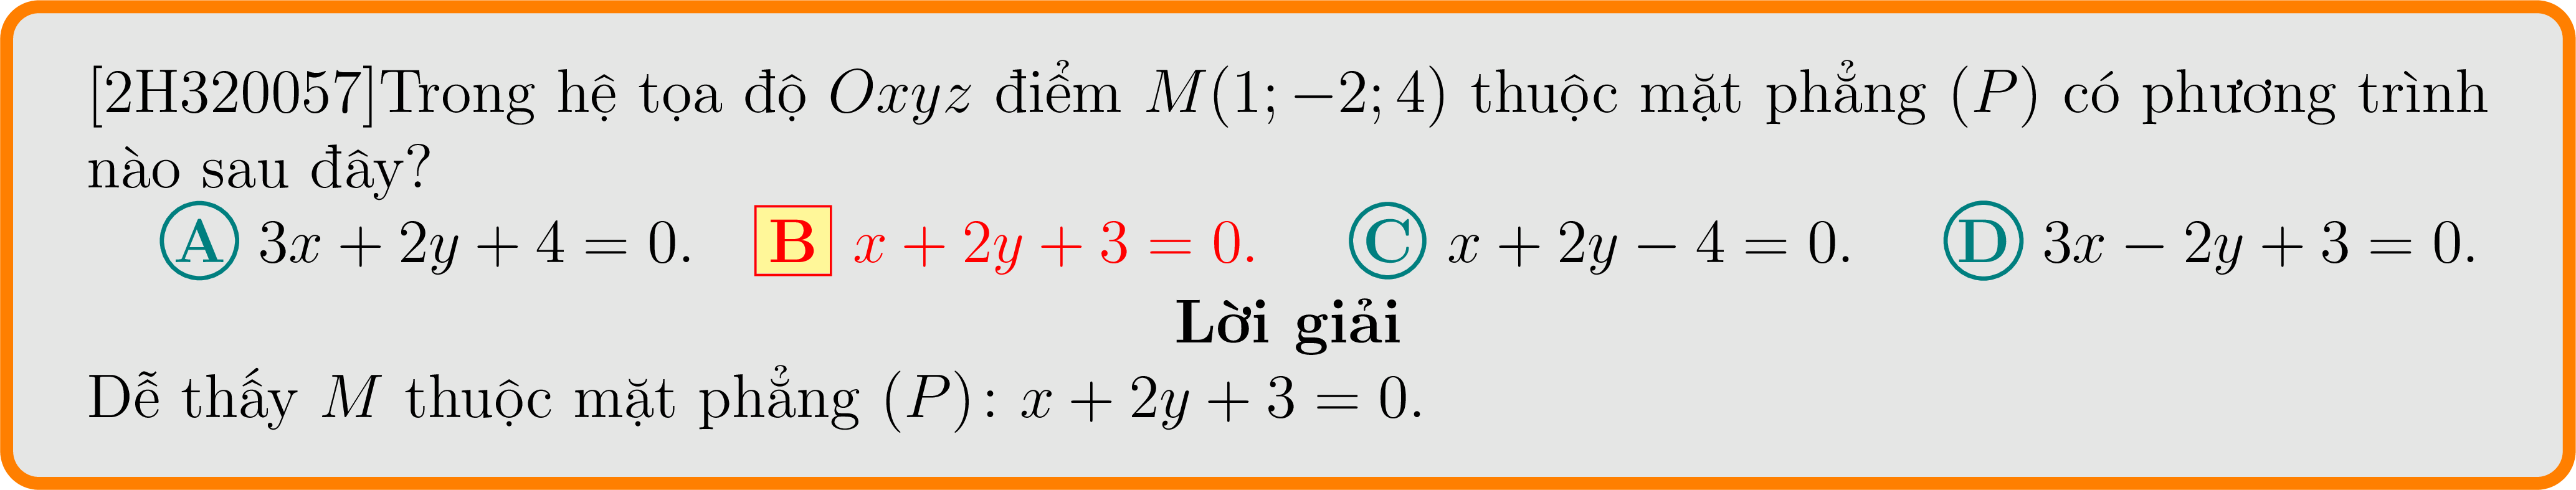 [2H320057]Trong hệ tọa độ Oxyz điểm M(1; −2; 4) thuộc mặt phẳng (P) có phương trình
nào sau đây?
A 3x + 2y + 4 = 0. B x + 2y + 3 = 0. C x + 2y − 4 = 0. D 3x − 2y + 3 = 0.
Lời giải
Dễ thấy M thuộc mặt phẳng (P): x + 2y + 3 = 0.